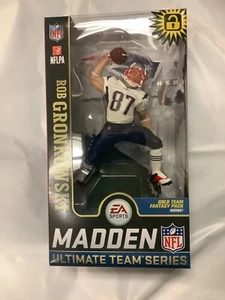 NFL
NFLPA
ROB
GRONKOWSKI
87
GOLD TEAM
FANTASY PACK
INSIDE!
EA
SPORTS
MADDEN
NFL
ULTIMATE TEAM SERIES